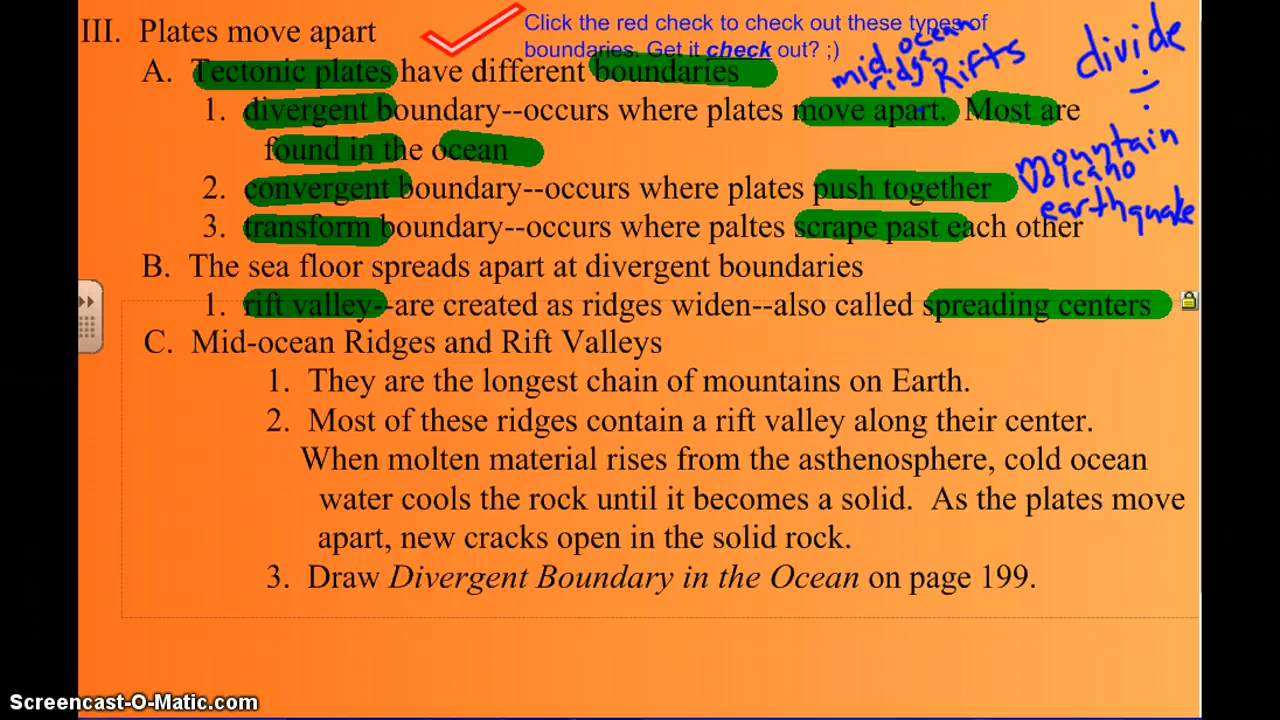 III. Plates move apart
Click the red check to check out these types of
boundaries. Get it check out? ;)
A. Tectonic plates have different boundaries
mid ocean
ridge Rifts
divide
÷
1. divergent boundary--occurs where plates move apart. Most are
found in the ocean
2. convergent boundary--occurs where plates push together
mountain
volcano
earthquake
3. transform boundary--occurs where paltes scrape past each other
B. The sea floor spreads apart at divergent boundaries
1. rift valley--are created as ridges widen--also called spreading centers
C. Mid-ocean Ridges and Rift Valleys
1. They are the longest chain of mountains on Earth.
2. Most of these ridges contain a rift valley along their center.
When molten material rises from the asthenosphere, cold ocean
water cools the rock until it becomes a solid. As the plates move
apart, new cracks open in the solid rock.
3. Draw Divergent Boundary in the Ocean on page 199.
Screencast-O-Matic.com